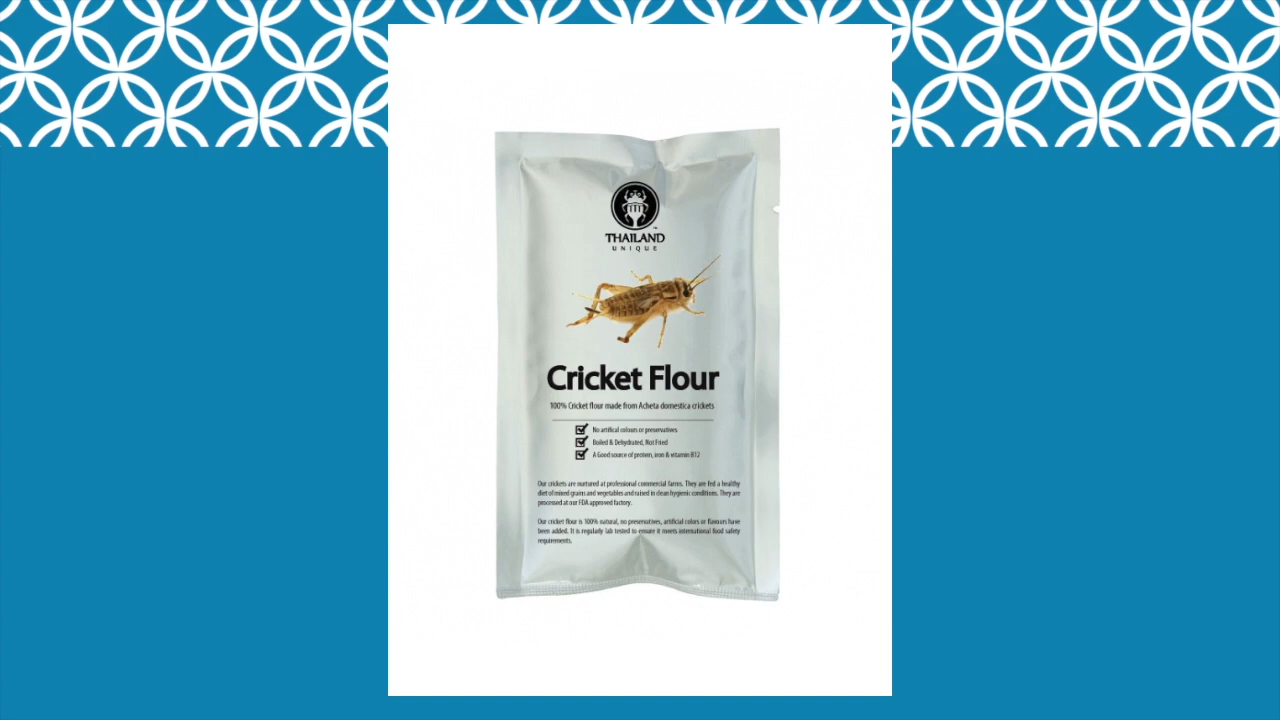 THAILAND
UNIQUE
Cricket Flour
100% Cricket flour made from Acheta domestica crickets
No artifical colours or preservatives
Boiled & Dehydrated, Not Fried
A Good source of protein, iron & vitamin B12
Our crickets are nurtured at professional commercial farms. They are fed a healthy
diet of mixed grains and vegetables and raised in clean hygienic conditions. They are
processed at our FDA approved factory.
Our cricket flour is 100% natural, no preservatives, artificial colors or flavours have
been added. It is regularly lab tested to ensure it meets international food safety
requirements.